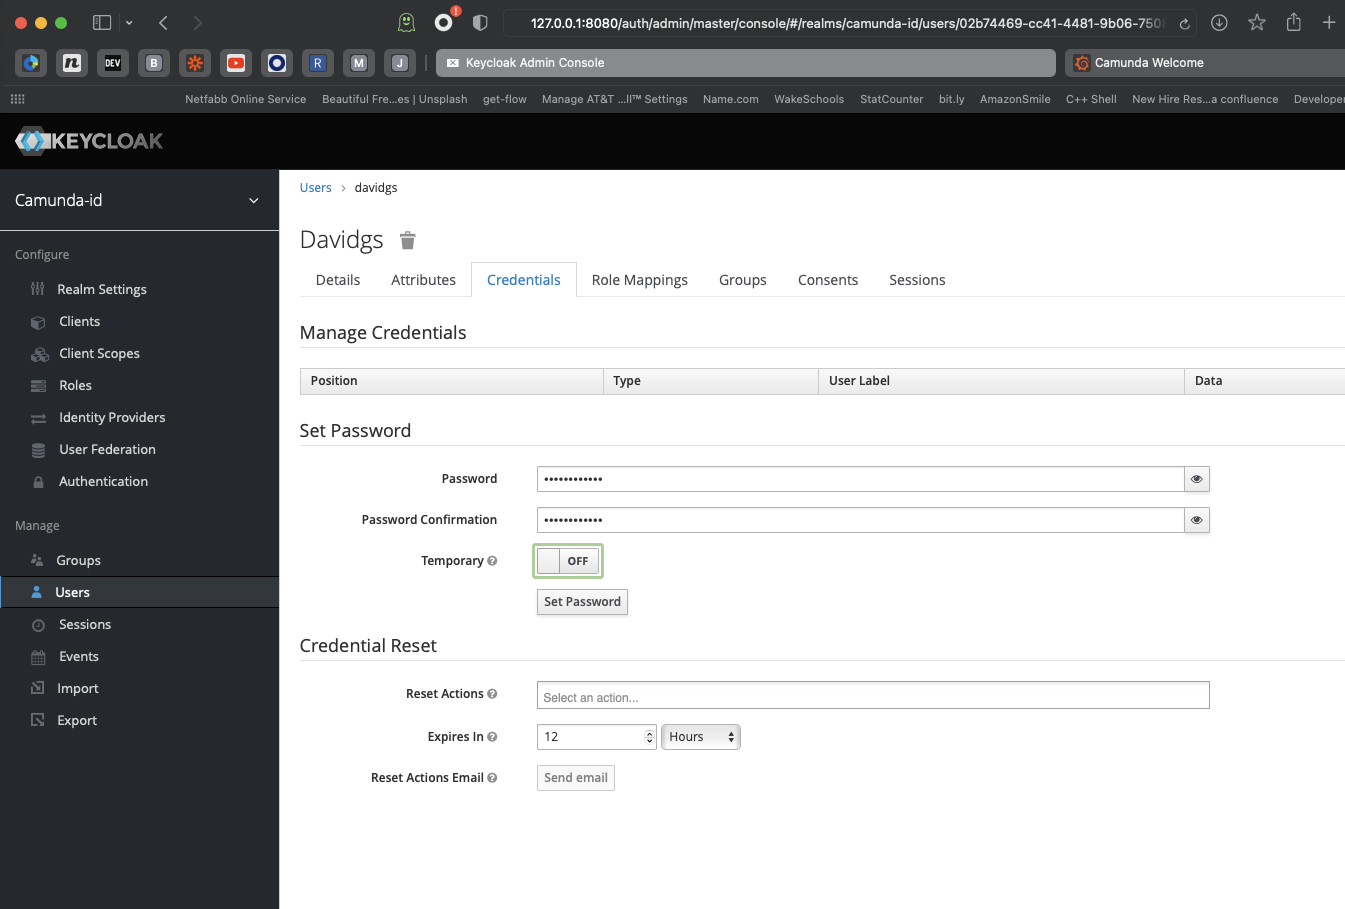 127.0.0.1:8080/auth/admin/master/console/#/realms/camunda-id/users/02b74469-cc41-4481-9b06-750
n DEV B R M J Keycloak Admin Console Camunda Welcome
Netfabb Online Service Beautiful Fre...es | Unsplash get-flow Manage AT&T ...ll™ Settings Name.com WakeSchools StatCounter bit.ly AmazonSmile C++ Shell New Hire Res...a confluence Developer
KEYCLOAK
Camunda-id
Configure
Realm Settings
Clients
Client Scopes
Roles
Identity Providers
User Federation
Authentication
Manage
Groups
Users
Sessions
Events
Import
Export
Users > davidgs
Davidgs
Details Attributes Credentials Role Mappings Groups Consents Sessions
Manage Credentials
Position Type User Label Data
Set Password
Password ••••••••••••
Password Confirmation ••••••••••••
Temporary OFF
Set Password
Credential Reset
Reset Actions Select an action...
Expires In 12 Hours
Reset Actions Email Send email